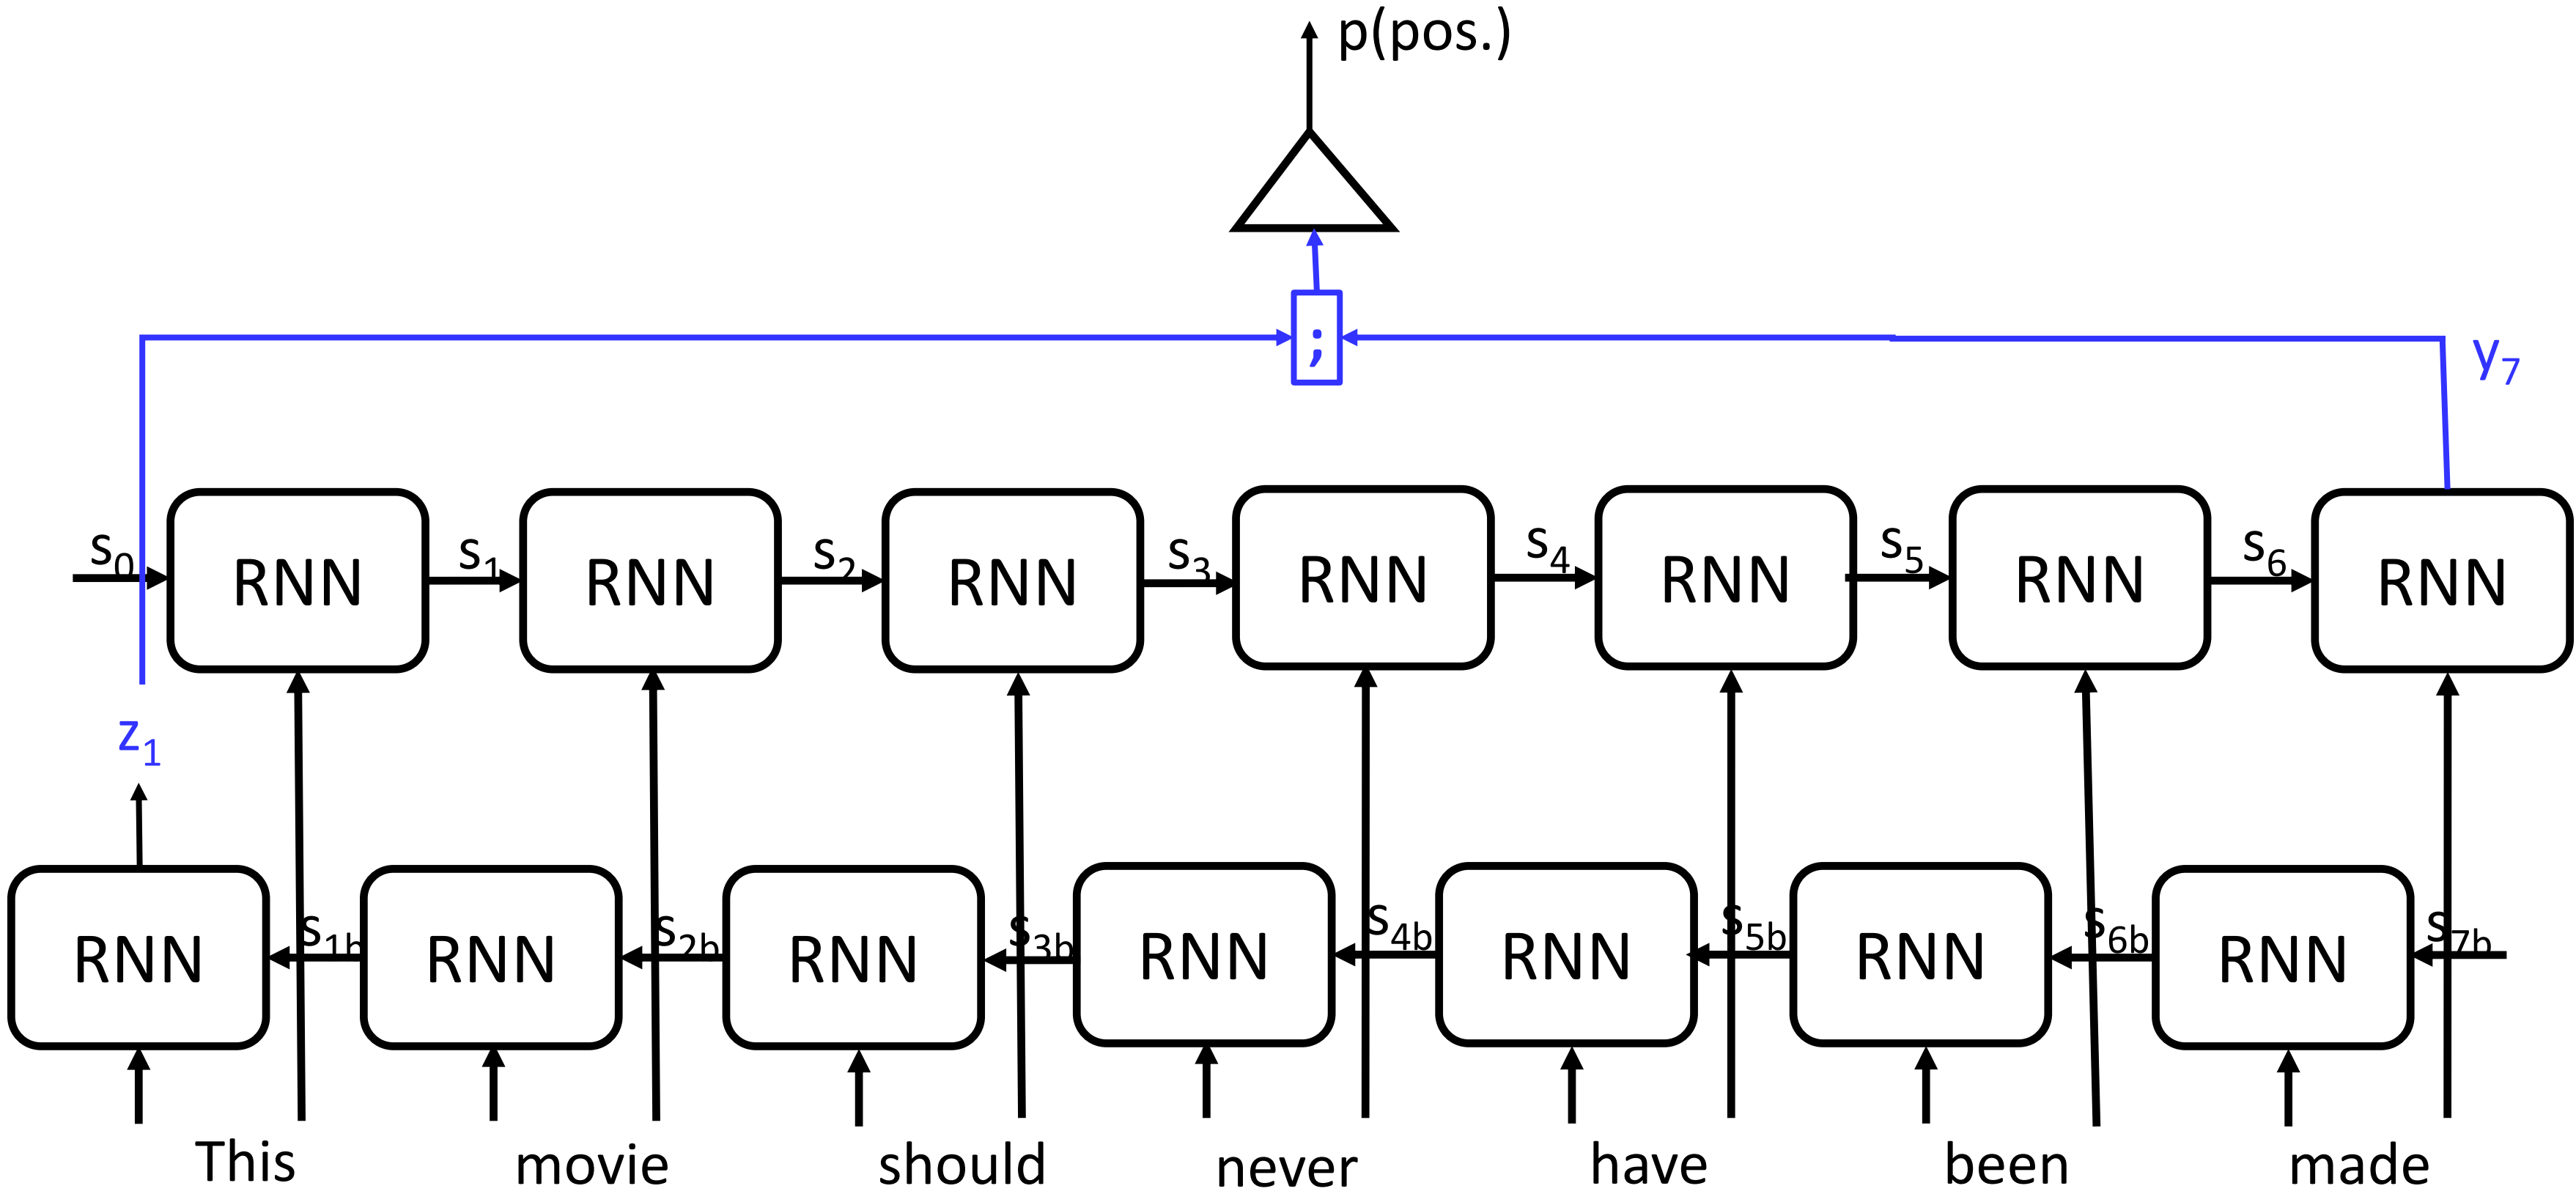 p(pos.)
;
y7
s0 RNN s1 RNN s2 RNN s3 RNN s4 RNN s5 RNN s6 RNN
z1
RNN s1b RNN s2b RNN s3b RNN s4b RNN s5b RNN s6b RNN s7b
This movie should never have been made